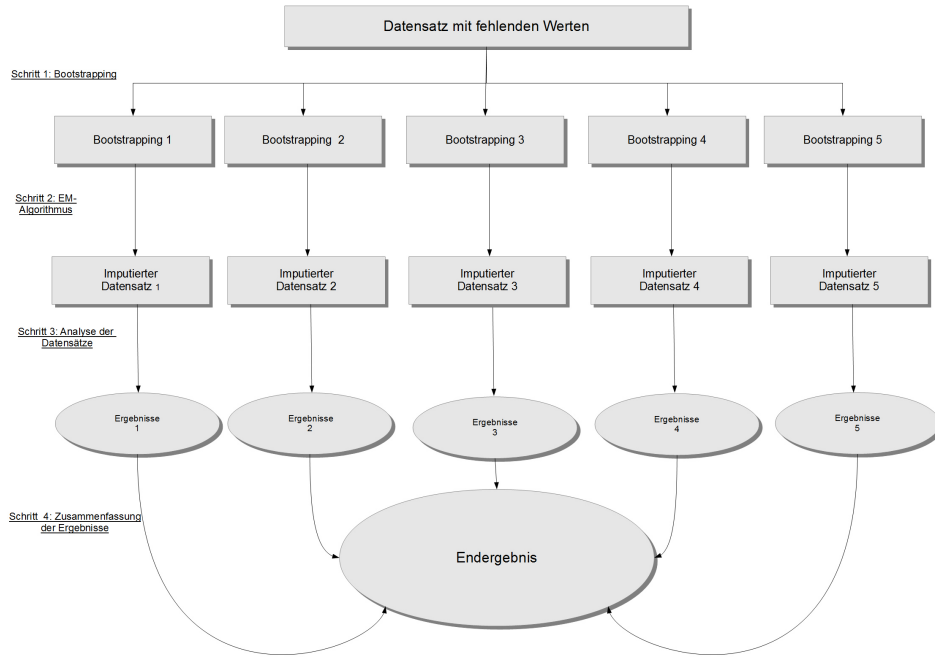 Datensatz mit fehlenden Werten
Schritt 1: Bootstrapping
Bootstrapping 1
Bootstrapping 2
Bootstrapping 3
Bootstrapping 4
Bootstrapping 5
Schritt 2: EM-
Algorithmus
Imputierter
Datensatz 1
Imputierter
Datensatz 2
Imputierter
Datensatz 3
Imputierter
Datensatz 4
Imputierter
Datensatz 5
Schritt 3: Analyse der
Datensätze
Ergebnisse
1
Ergebnisse
2
Ergebnisse
3
Ergebnisse
4
Ergebnisse
5
Schritt 4: Zusammenfassung
der Ergebnisse
Endergebnis